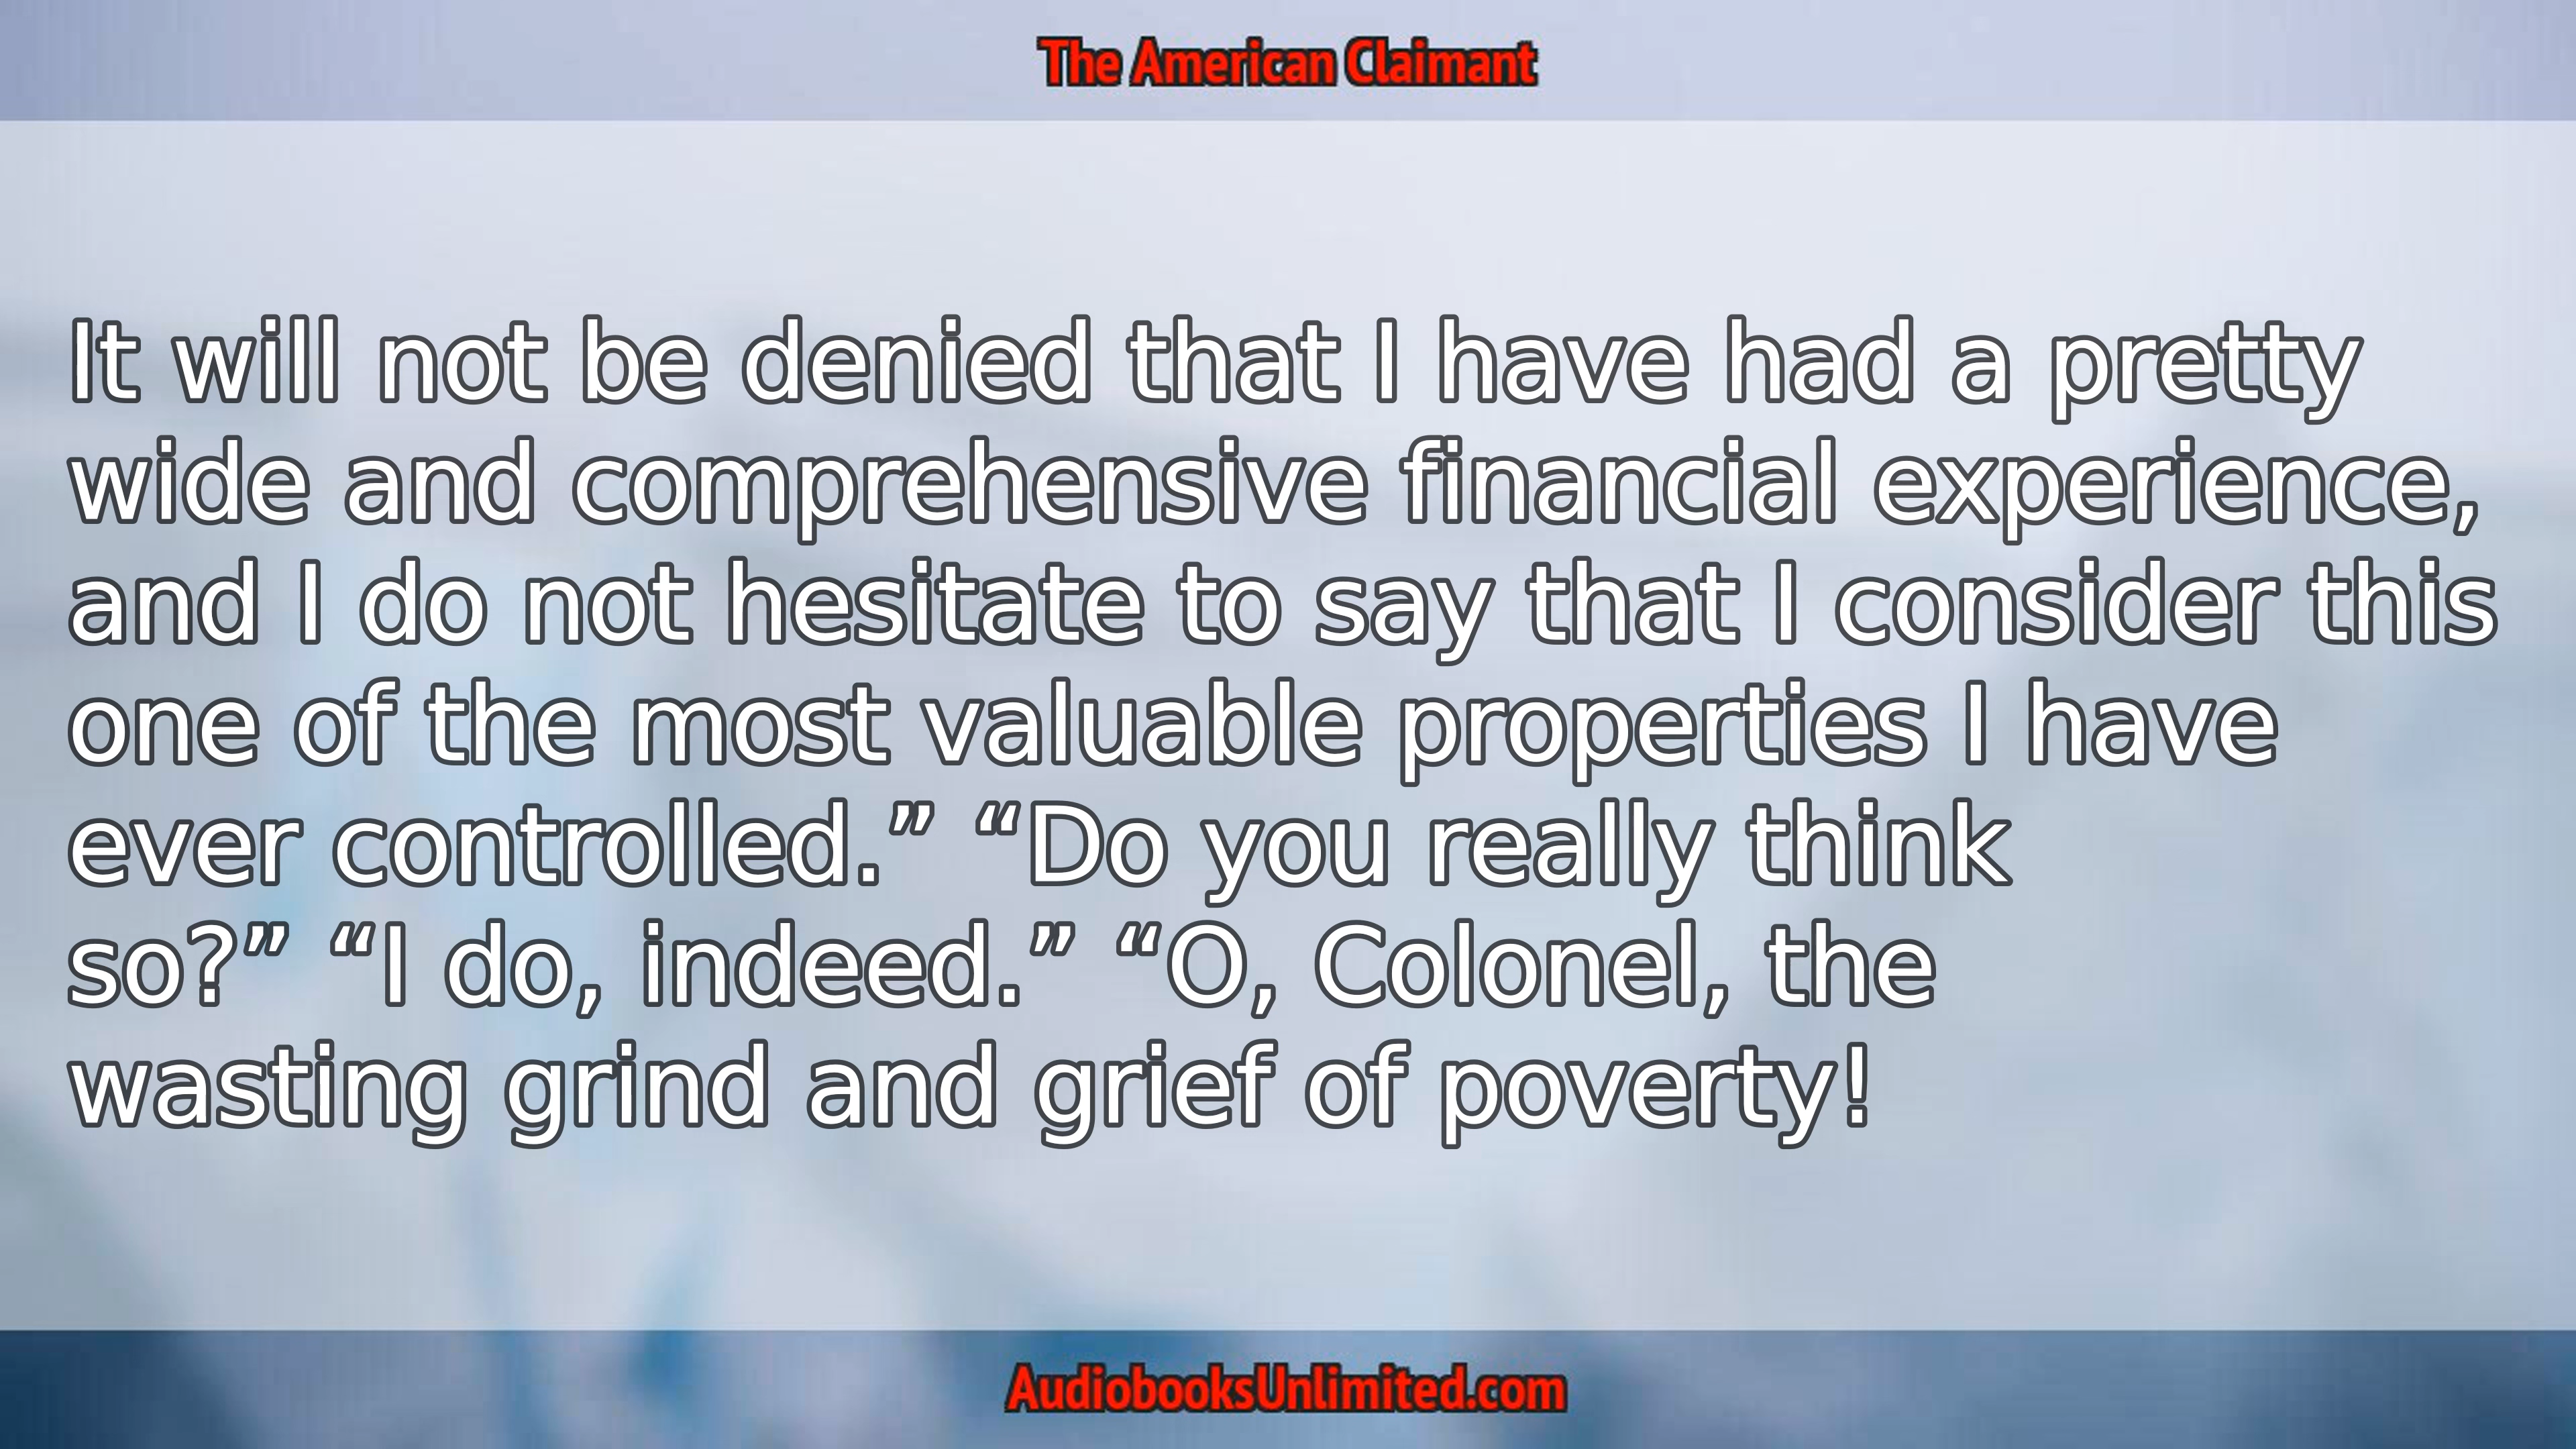 The American Claimant
It will not be denied that I have had a pretty
wide and comprehensive financial experience,
and I do not hesitate to say that I consider this
one of the most valuable properties I have
ever controlled.” “Do you really think
so?” “I do, indeed.” “O, Colonel, the
wasting grind and grief of poverty!
AudiobooksUnlimited.com